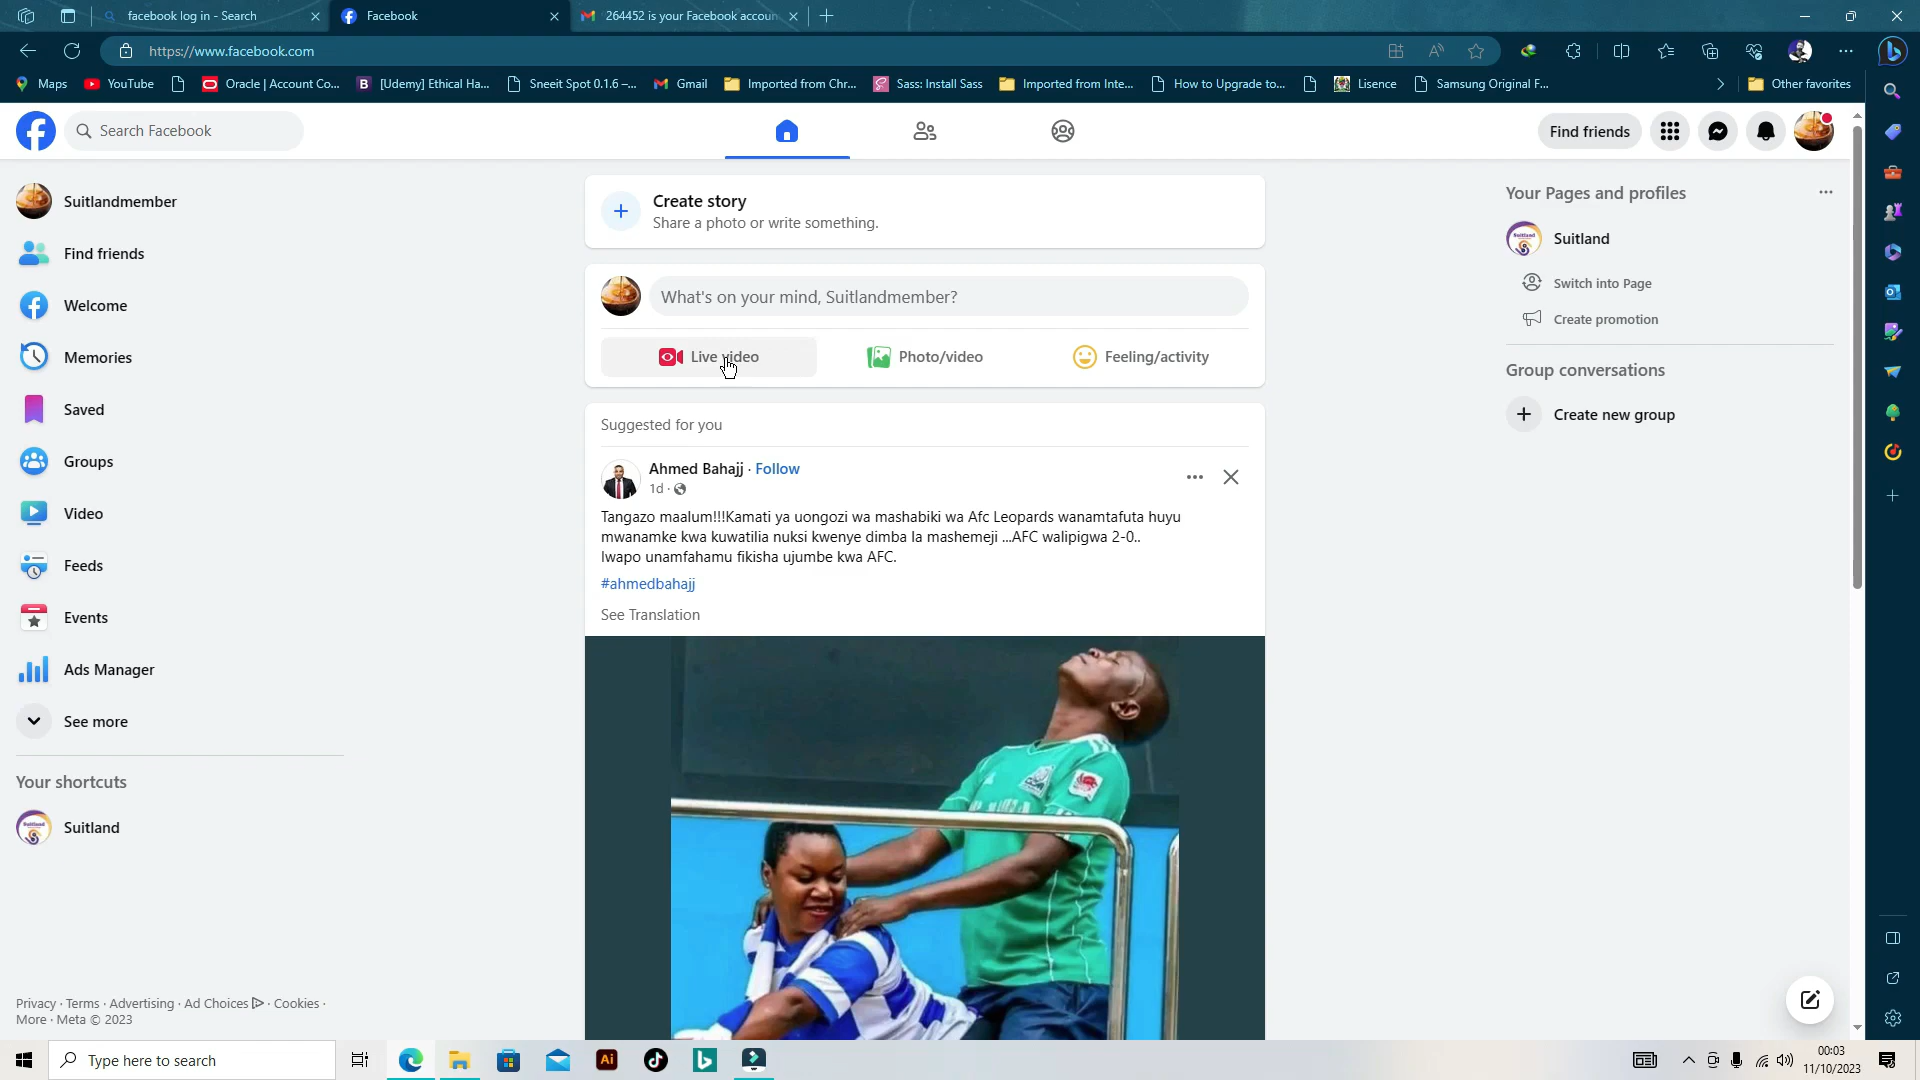 facebook log in - Search
Facebook
264452 is your Facebook accoun
https://www.facebook.com
Maps
YouTube
Oracle | Account Co...
[Udemy] Ethical Ha...
Sneeit Spot 0.1.6 –...
Gmail
Imported from Chr...
Sass: Install Sass
Imported from Inte...
How to Upgrade to...
Lisence
Samsung Original F...
Other favorites
Search Facebook
Find friends
Suitlandmember
Find friends
Welcome
Memories
Saved
Groups
Video
Feeds
Events
Ads Manager
See more
Your shortcuts
Suitland
Privacy · Terms · Advertising · Ad Choices · Cookies ·
More · Meta © 2023
Create story
Share a photo or write something.
What's on your mind, Suitlandmember?
Live video
Photo/video
Feeling/activity
Suggested for you
Ahmed Bahajj · Follow
1d ·
Tangazo maalum!!!Kamati ya uongozi wa mashabiki wa Afc Leopards wanamtafuta huyu
mwanamke kwa kuwatilia nuksi kwenye dimba la mashemeji ...AFC walipigwa 2-0..
Iwapo unamfahamu fikisha ujumbe kwa AFC.
#ahmedbahajj
See Translation
Your Pages and profiles
Suitland
Switch into Page
Create promotion
Group conversations
Create new group
Type here to search
Ai
00:03
11/10/2023